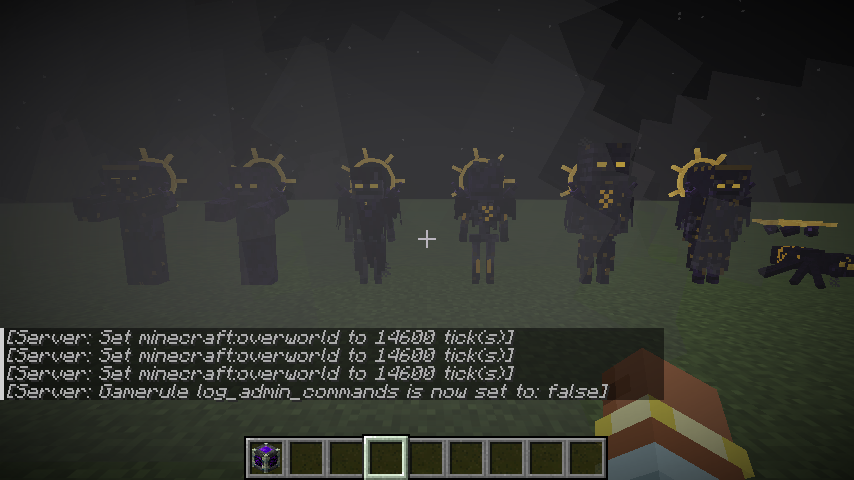 [Server: Set minecraft:overworld to 14600 tick(s)]
[Server: Set minecraft:overworld to 14600 tick(s)]
[Server: Set minecraft:overworld to 14600 tick(s)]
[Server: Gamerule log_admin_commands is now set to: false]